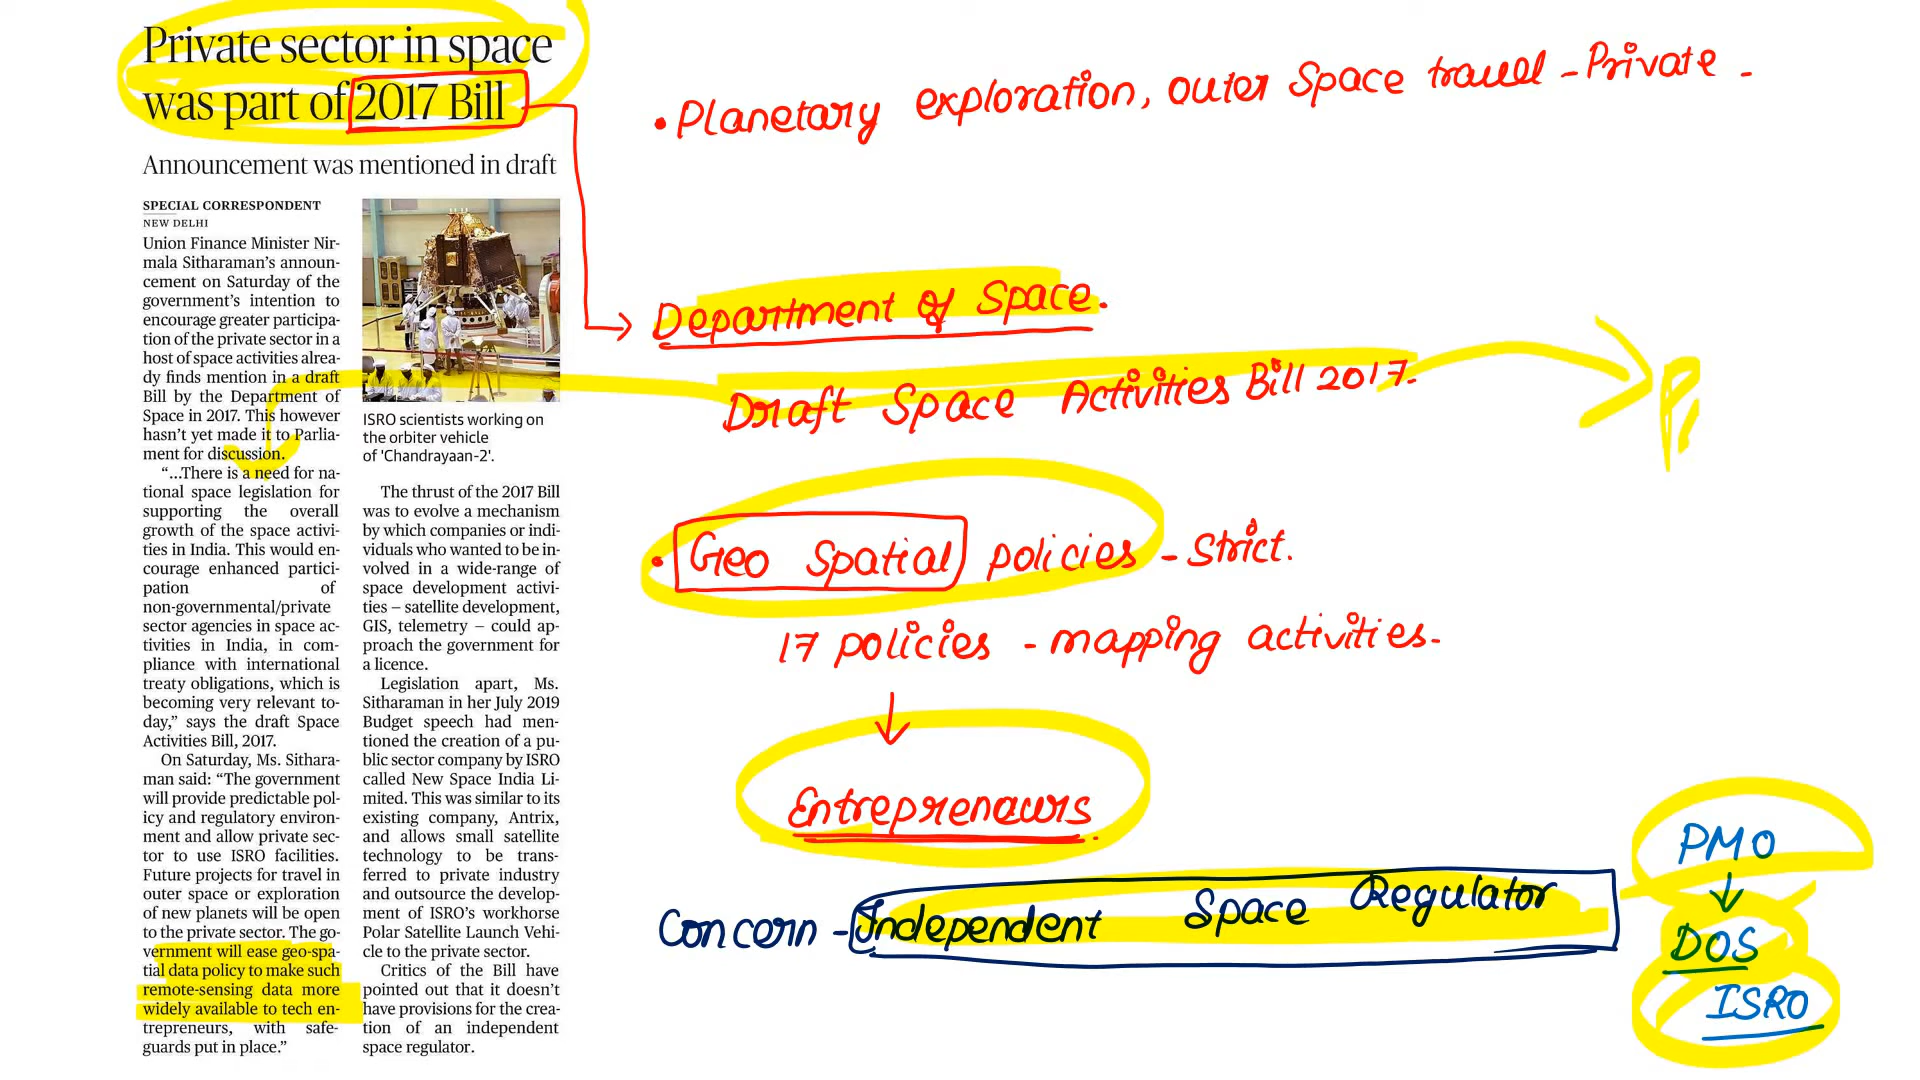 Private sector in space
was part of 2017 Bill
Announcement was mentioned in draft
SPECIAL CORRESPONDENT
NEW DELHI
Union Finance Minister Nir-
mala Sitharaman's announ-
cement on Saturday of the
government's intention to
encourage greater participa-
tion of the private sector in a
host of space activities alrea-
dy finds mention in a draft
Bill by the Department of
Space in 2017. This however
hasn't yet made it to Parlia-
ment for discussion.
"...There is a need for na-
tional space legislation for
supporting the overall
growth of the space activi-
ties in India. This would en-
courage enhanced partici-
pation of
non-governmental/private
sector agencies in space ac-
tivities in India, in com-
pliance with international
treaty obligations, which is
becoming very relevant to-
day," says the draft Space
Activities Bill, 2017.
On Saturday, Ms. Sithara-
man said: "The government
will provide predictable pol-
icy and regulatory environ-
ment and allow private sec-
tor to use ISRO facilities.
Future projects for travel in
outer space or exploration
of new planets will be open
to the private sector. The go-
vernment will ease geo-spa-
tial data policy to make such
remote-sensing data more
widely available to tech en-
trepreneurs, with safe-
guards put in place."
ISRO scientists working on
the orbiter vehicle
of 'Chandrayaan-2'.
The thrust of the 2017 Bill
was to evolve a mechanism
by which companies or indi-
viduals who wanted to be in-
volved in a wide-range of
space development activi-
ties – satellite development,
GIS, telemetry – could ap-
proach the government for
a licence.
Legislation apart, Ms.
Sitharaman in her July 2019
Budget speech had men-
tioned the creation of a pu-
blic sector company by ISRO
called New Space India Li-
mited. This was similar to its
existing company, Antrix,
and allows small satellite
technology to be trans-
ferred to private industry
and outsource the develop-
ment of ISRO's workhorse
Polar Satellite Launch Vehi-
cle to the private sector.
Critics of the Bill have
pointed out that it doesn't
have provisions for the crea-
tion of an independent
space regulator.
• Planetary exploration, outer Space travel - Private.
Department of Space.
Draft Space Activities Bill 2017.
• Geo Spatial policies - Strict.
17 policies - mapping activities.
Entreprenaurs.
Concern - Independent Space Regulator
PMO
DOS
ISRO